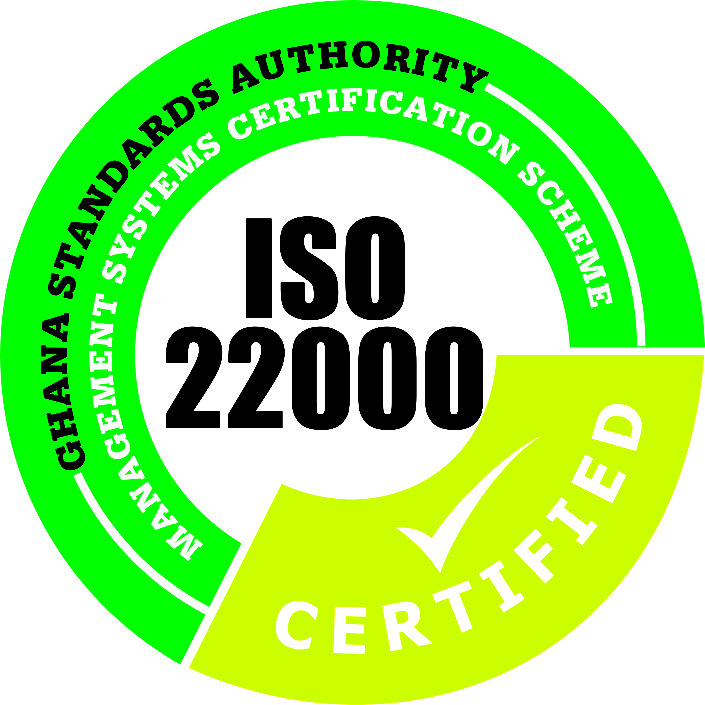 GHANA STANDARDS AUTHORITY
MANAGEMENT SYSTEMS CERTIFICATION SCHEME
ISO
22000
CERTIFIED